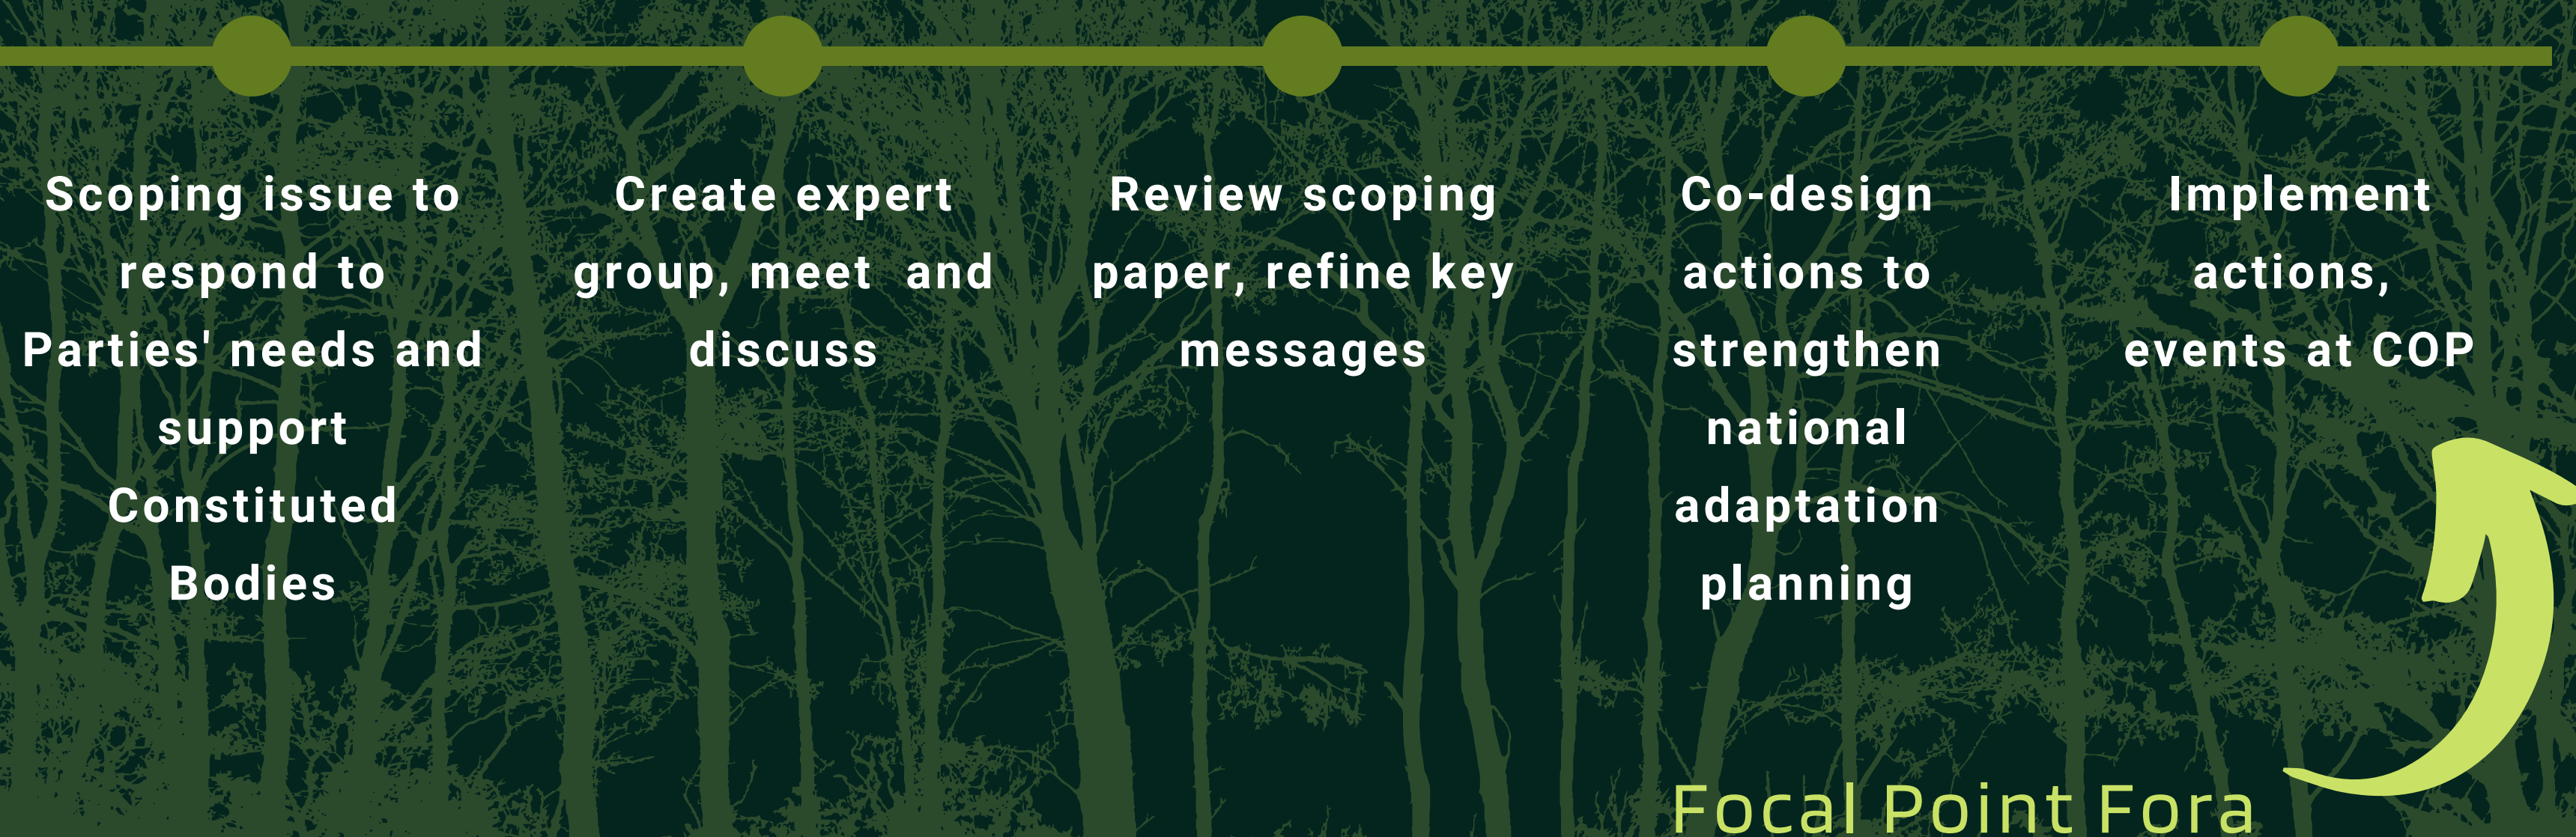 Scoping issue to
respond to
Parties' needs and
support
Constituted
Bodies
Create expert
group, meet  and
discuss
Review scoping
paper, refine key
messages
Co-design
actions to
strengthen
national
adaptation
planning
Implement
actions,
events at COP
Focal Point Fora